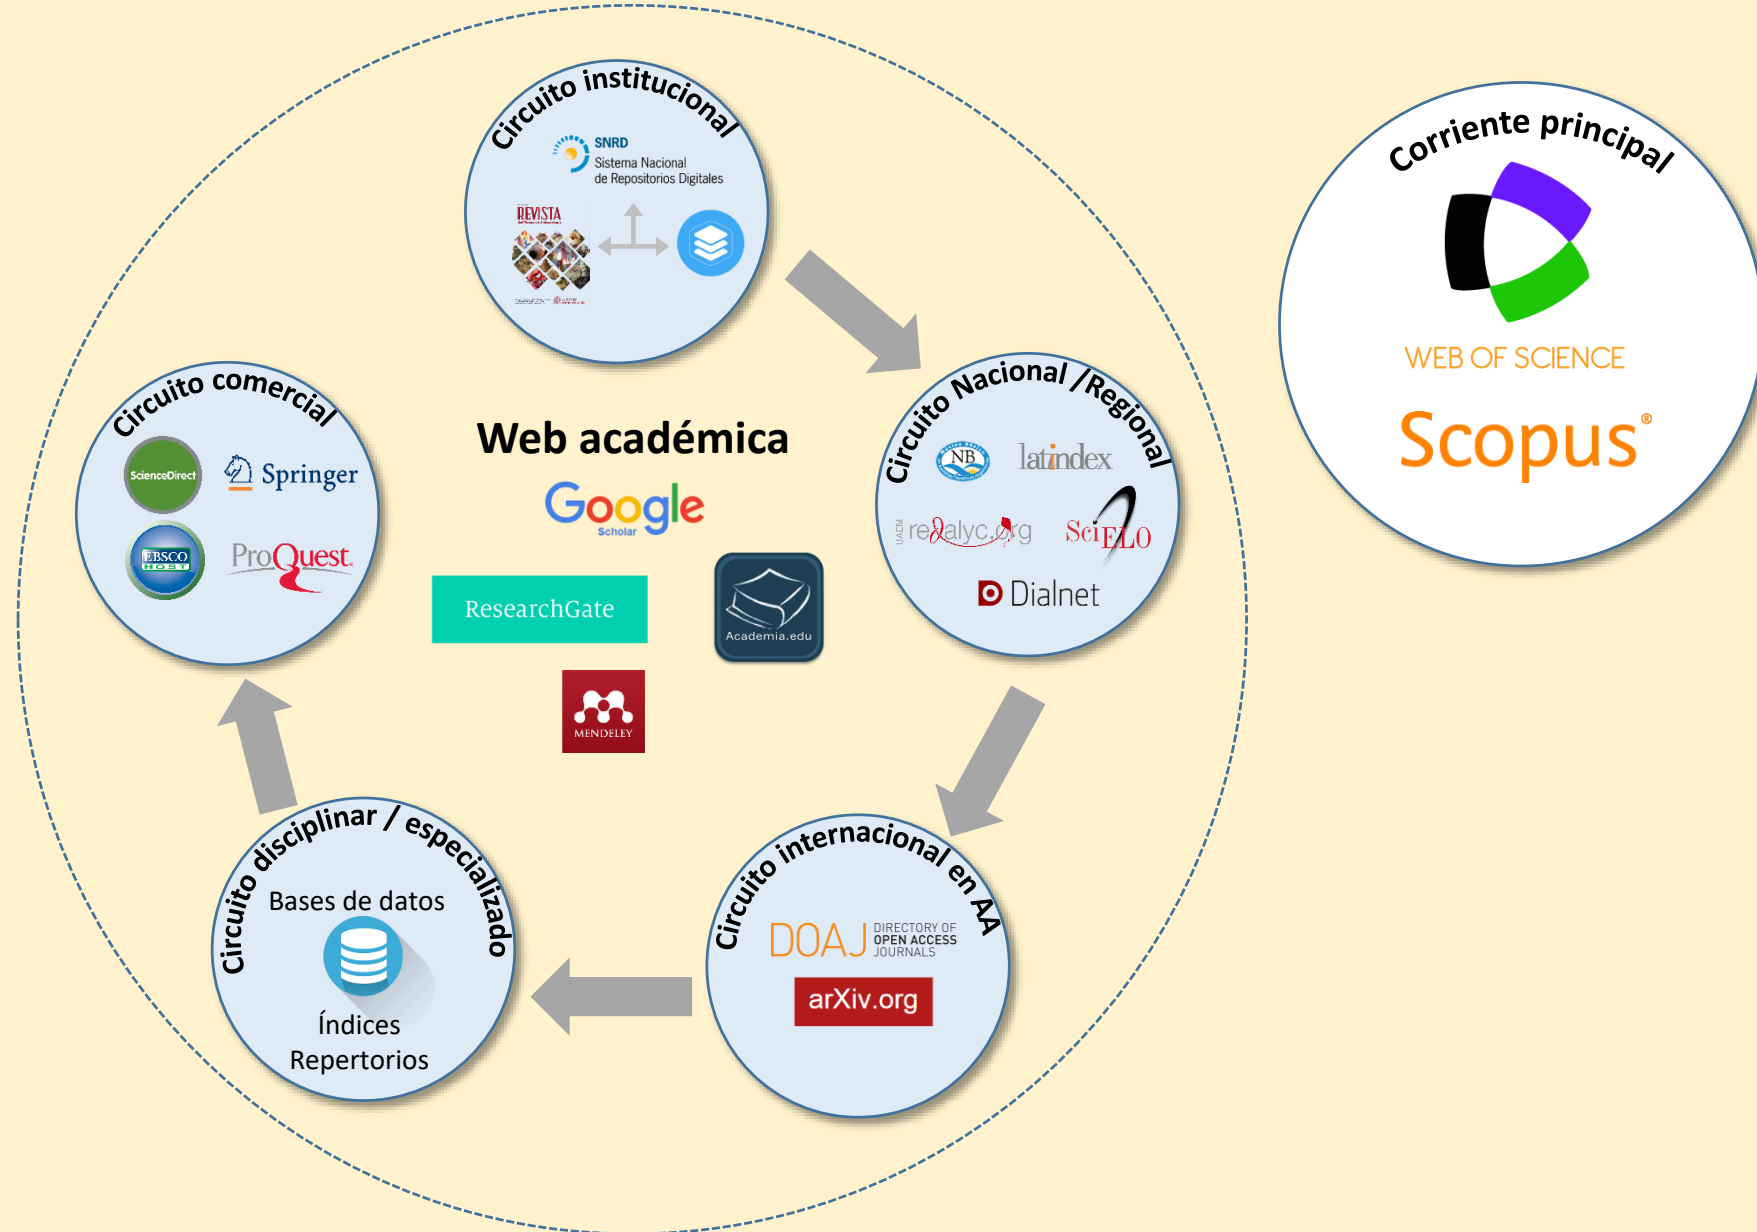 Circuito institucional
SNRD
Sistema Nacional
de Repositorios Digitales
REVISTA
Corriente principal
WEB OF SCIENCE
Scopus®
Circuito comercial
ScienceDirect
Springer
EBSCO
HOST
ProQuest
Web académica
Google
Scholar
ResearchGate
Academia.edu
MENDELEY
Circuito Nacional /Regional
NB
latindex
UAEM
redalyc.org
SciELO
Dialnet
Circuito disciplinar / especializado
Bases de datos
Índices
Repertorios
Circuito internacional en AA
DOAJ
DIRECTORY OF
OPEN ACCESS
JOURNALS
arXiv.org